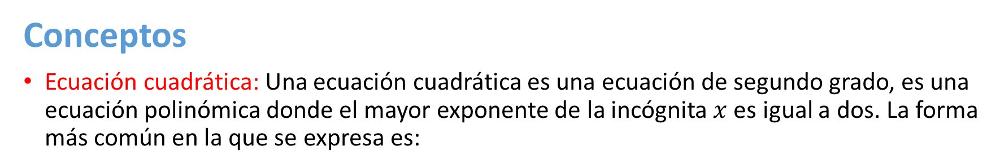 Conceptos
• Ecuación cuadrática: Una ecuación cuadrática es una ecuación de segundo grado, es una
ecuación polinómica donde el mayor exponente de la incógnita x es igual a dos. La forma
más común en la que se expresa es: